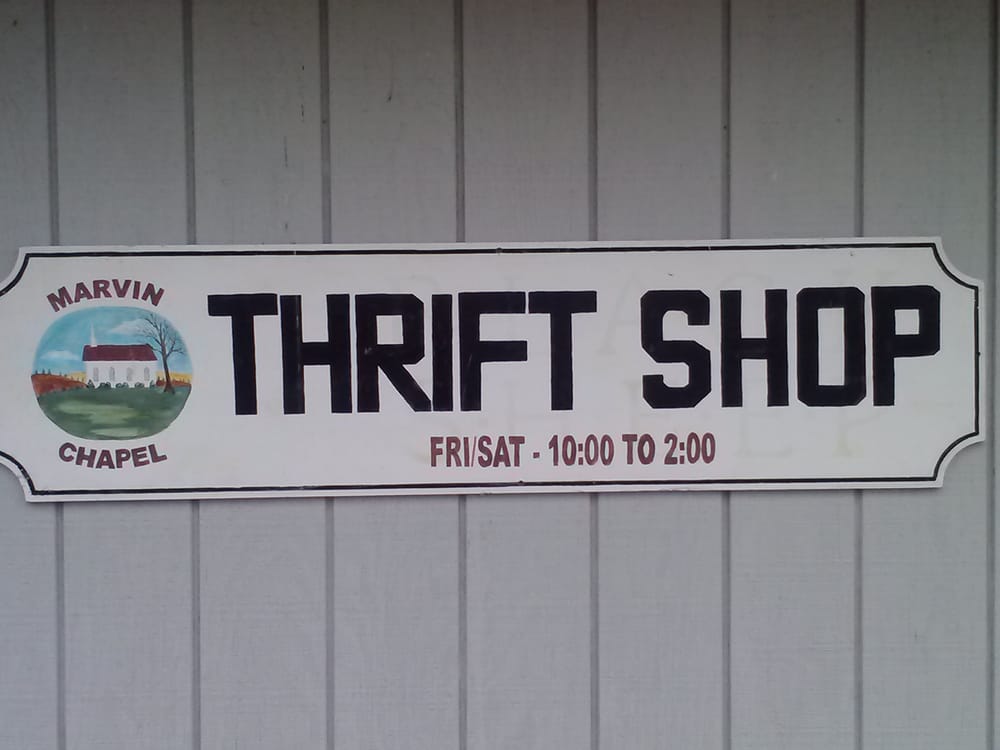 MARVIN
CHAPEL
THRIFT SHOP
FRI/SAT - 10:00 TO 2:00